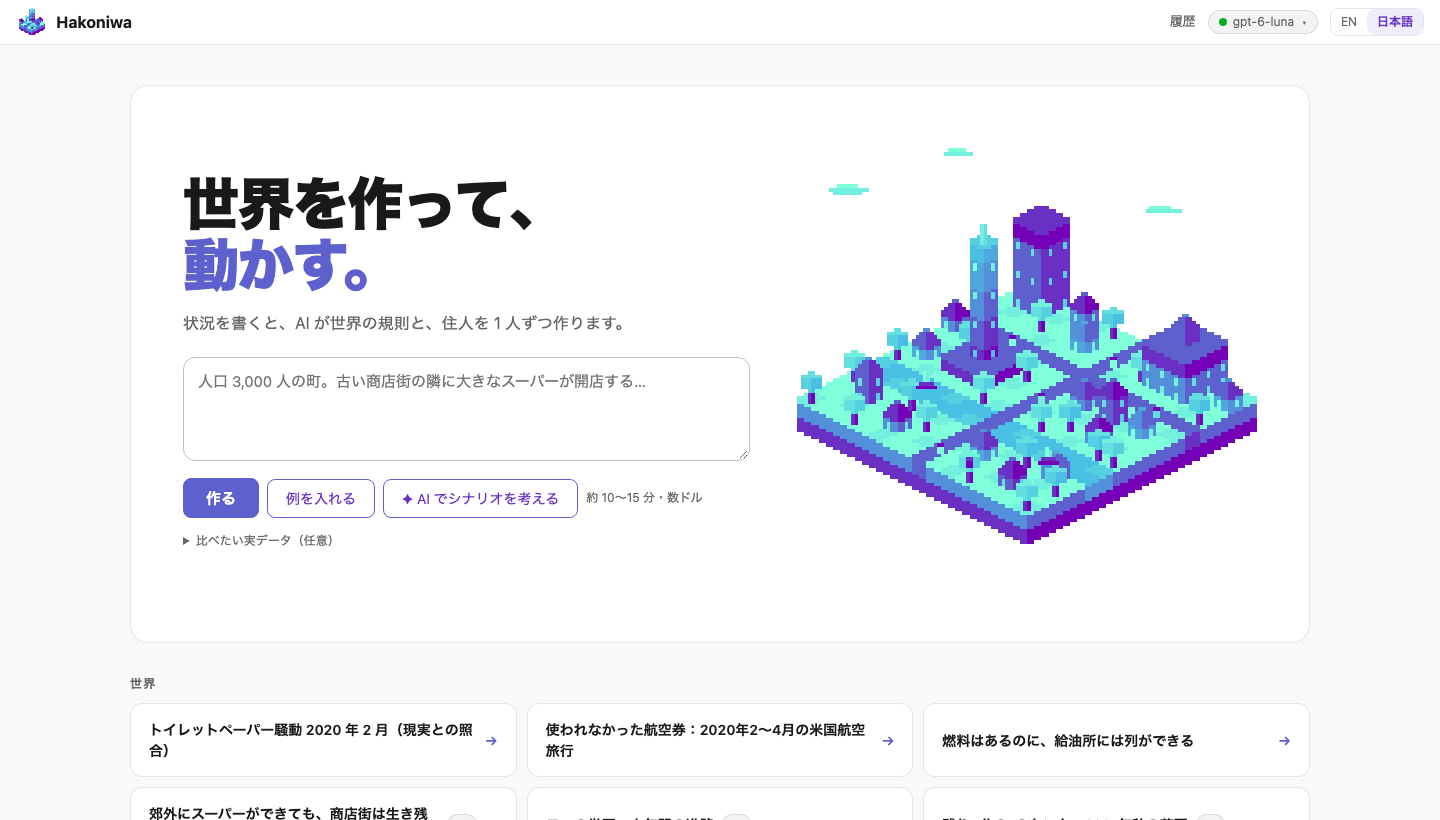 Hakoniwa
履歴
gpt-6-luna
EN
日本語
世界を作って、
動かす。
状況を書くと、AI が世界の規則と、住人を 1 人ずつ作ります。
人口 3,000 人の町。古い商店街の隣に大きなスーパーが開店する...
作る
例を入れる
✦ AI でシナリオを考える
約 10〜15 分・数ドル
比べたい実データ（任意）
世界
トイレットペーパー騒動 2020 年 2 月（現実との照
合）
使われなかった航空券：2020年2〜4月の米国航空
旅行
燃料はあるのに、給油所には列ができる
郊外にスーパーができても、商店街は生き残